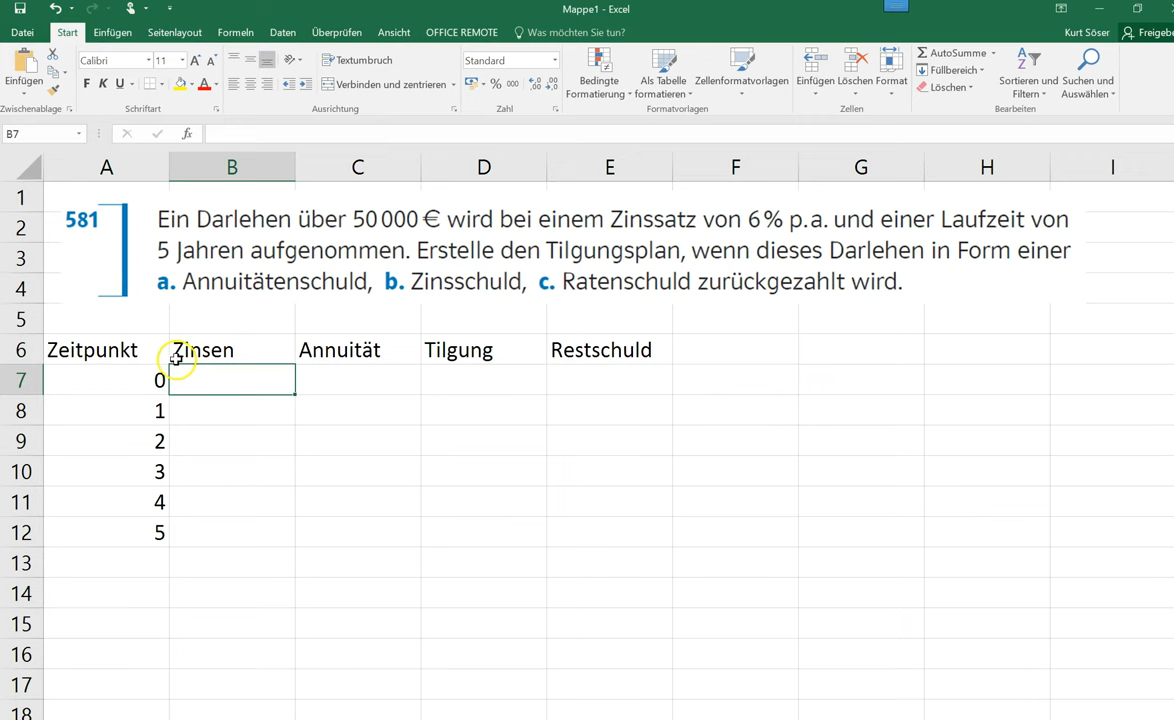 Mappe1 - Excel
Datei Start Einfügen Seitenlayout Formeln Daten Überprüfen Ansicht OFFICE REMOTE Was möchten Sie tun? Kurt Söser Freigebe
Einfügen
Calibri 11
F K U
Textumbruch
Verbinden und zentrieren
Standard
% 000
Bedingte Formatierung
Als Tabelle formatieren
Zellenformatvorlagen
Einfügen Löschen Format
AutoSumme
Füllbereich
Löschen
Sortieren und Filtern
Suchen und Auswählen
Zwischenablage Schriftart Ausrichtung Zahl Formatvorlagen Zellen Bearbeiten
B7 fx
A B C D E F G H I
1
2
3
4
581 Ein Darlehen über 50 000 € wird bei einem Zinssatz von 6 % p. a. und einer Laufzeit von
5 Jahren aufgenommen. Erstelle den Tilgungsplan, wenn dieses Darlehen in Form einer
a. Annuitätenschuld, b. Zinsschuld, c. Ratenschuld zurückgezahlt wird.
5
6 Zeitpunkt Zinsen Annuität Tilgung Restschuld
7 0
8 1
9 2
10 3
11 4
12 5
13
14
15
16
17
18